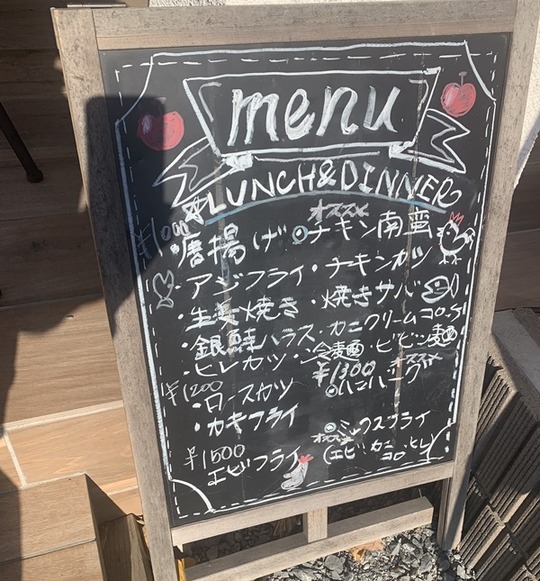 menu
LUNCH&DINNER
オススメ
¥1000
・唐揚げ ◎チキン南蛮
・アジフライ・チキンカツ
・生姜焼き・焼きサバ
・銀鮭ハラス・カニクリームコロッケ
・ヒレカツ・冷麺・ビビン麺
¥1200 ¥1300 オススメ
・ロースカツ ◎ハンバーグ
・カキフライ
◎ミックスフライ
オススメ
¥1500 (エビ・カニコロ・ヒレ)
エビフライ